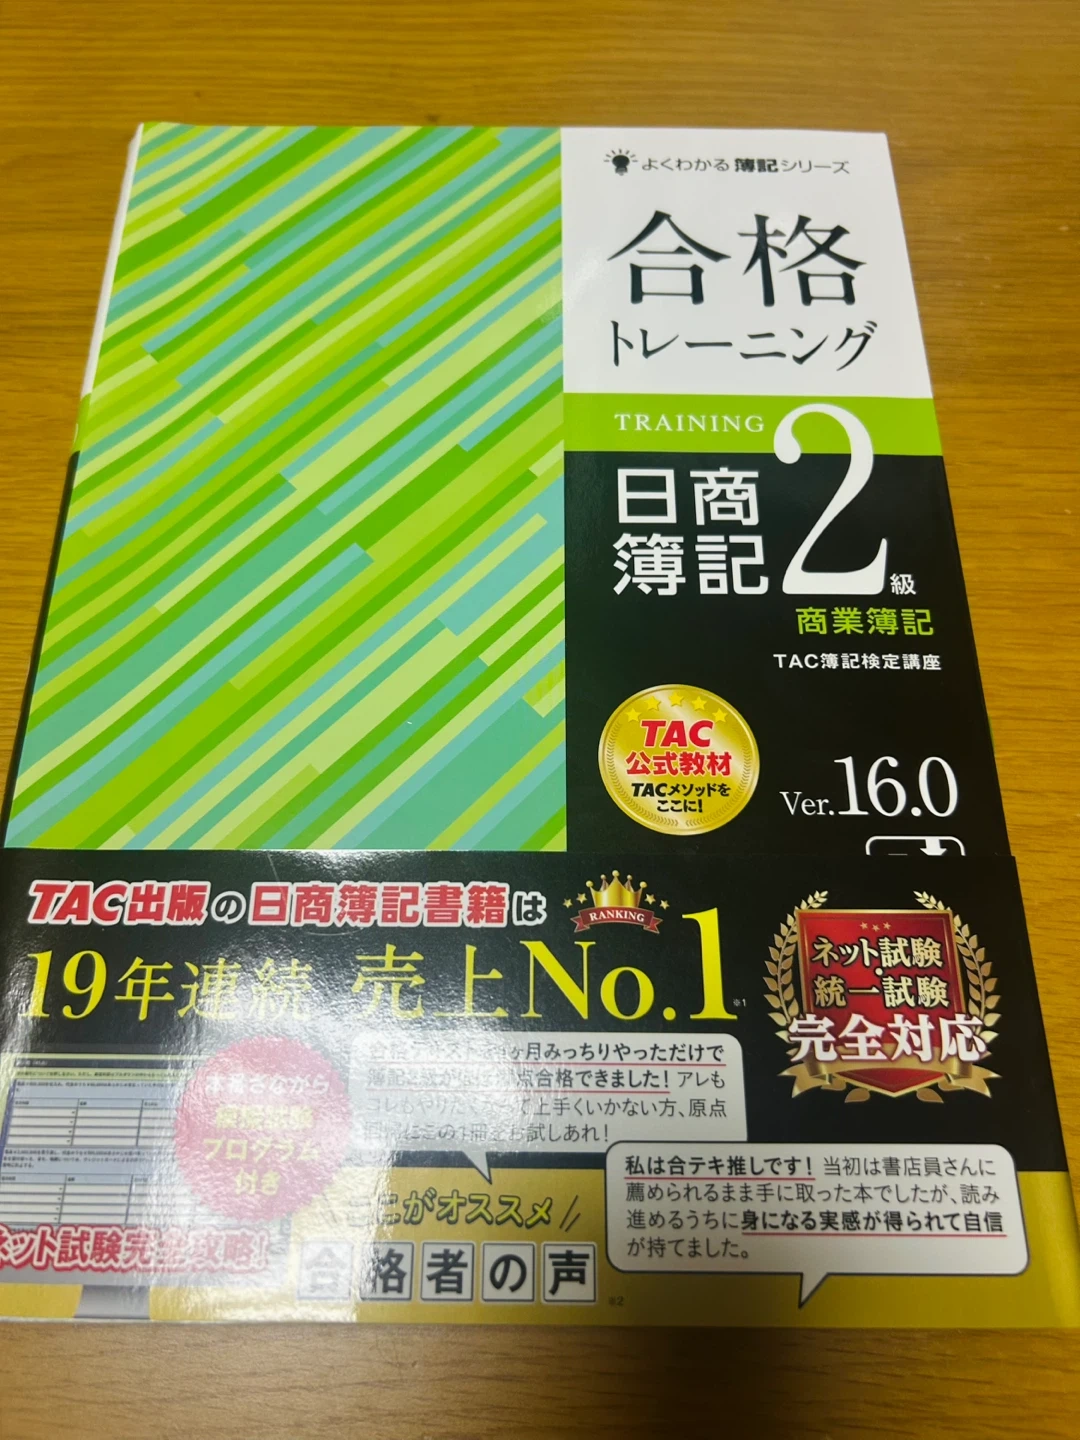 よくわかる簿記シリーズ
合格
トレーニング
TRAINING
日商
簿記
2級
商業簿記
TAC簿記検定講座
TAC
公式教材
TACメソッドを
ここに!
Ver.16.0
TAC出版の日商簿記書籍は
RANKING
19年連続 売上No.1
※1
ネット試験
統一試験
完全対応
月みっちりやっただけで
点合格できました! アレも
上手くいかない方、原点
この1冊をお試しあれ!
本番さながら
模擬試験
プログラム
付き
ネット試験完全攻略!
ここがオススメ
合格者の声
※2
私は合テキ推しです! 当初は書店員さんに
薦められるまま手に取った本でしたが、読み
進めるうちに身になる実感が得られて自信
が持てました。